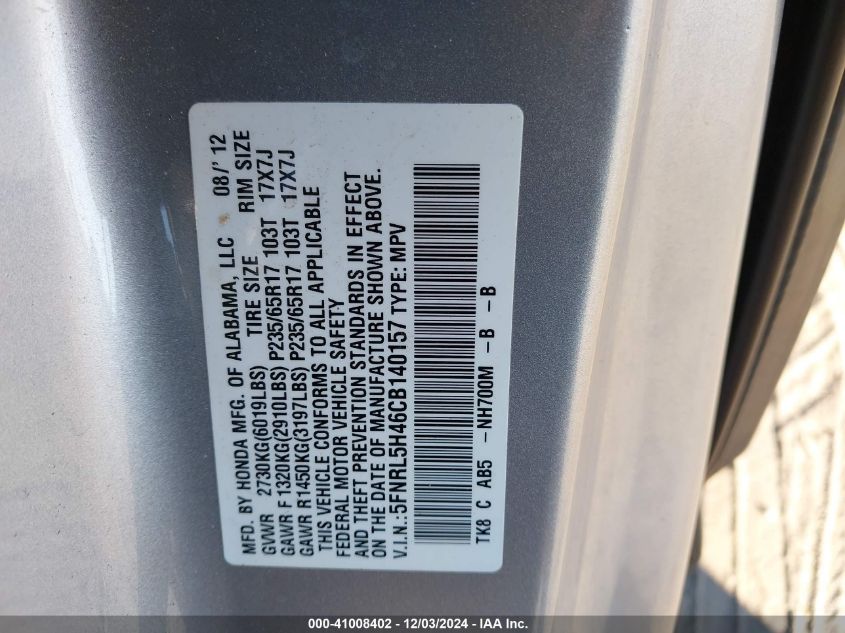 MFD. BY HONDA MFG. OF ALABAMA, LLC 08/' 12
GVWR 2730KG(6019LBS) TIRE SIZE RIM SIZE
GAWR F 1320KG(2910LBS) P235/65R17 103T 17X7J
GAWR R1450KG(3197LBS) P235/65R17 103T 17X7J
THIS VEHICLE CONFORMS TO ALL APPLICABLE
FEDERAL MOTOR VEHICLE SAFETY
AND THEFT PREVENTION STANDARDS IN EFFECT
ON THE DATE OF MANUFACTURE SHOWN ABOVE.
V.I.N.:5FNRL5H46CB140157 TYPE: MPV
TK8 C AB5 -NH700M -B -B
000-41008402 - 12/03/2024 - IAA Inc.